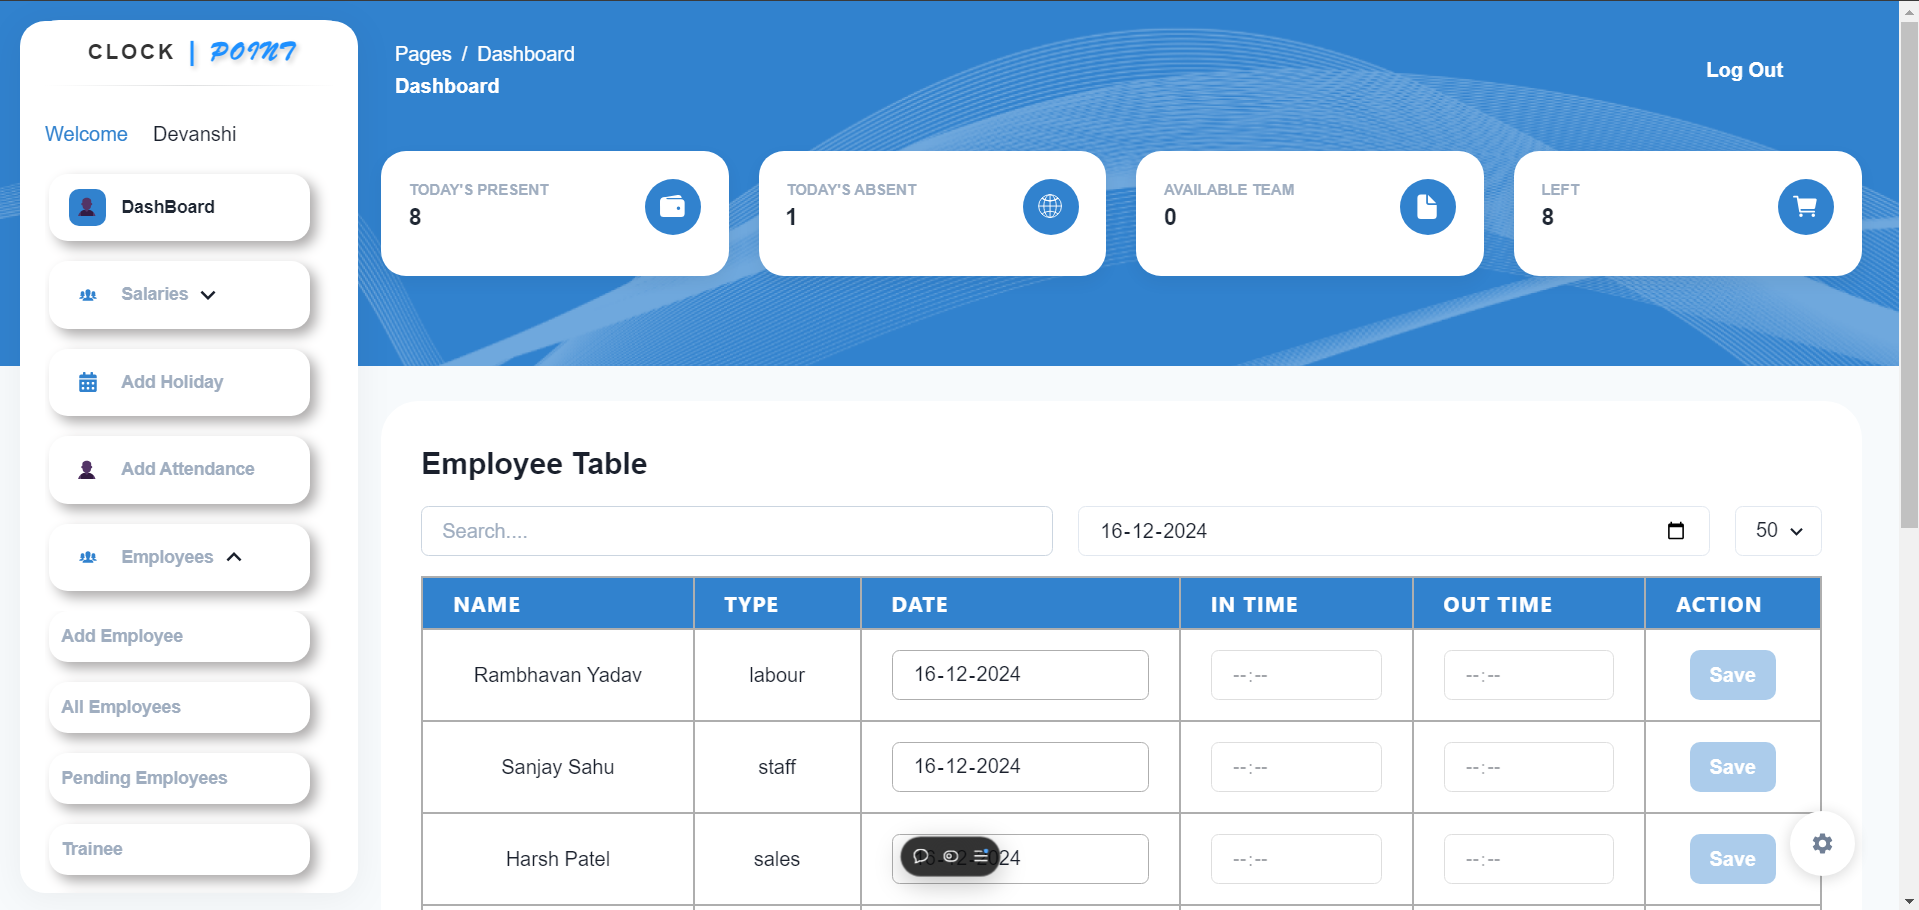 CLOCK | POINT
Welcome Devanshi
DashBoard
Salaries
Add Holiday
Add Attendance
Employees
Add Employee
All Employees
Pending Employees
Trainee
Pages / Dashboard
Dashboard
Log Out
TODAY'S PRESENT
8
TODAY'S ABSENT
1
AVAILABLE TEAM
0
LEFT
8
Employee Table
Search....
16-12-2024
50
NAME TYPE DATE IN TIME OUT TIME ACTION
Rambhavan Yadav labour 16-12-2024 --:-- --:-- Save
Sanjay Sahu staff 16-12-2024 --:-- --:-- Save
Harsh Patel sales 16-12-2024 --:-- --:-- Save